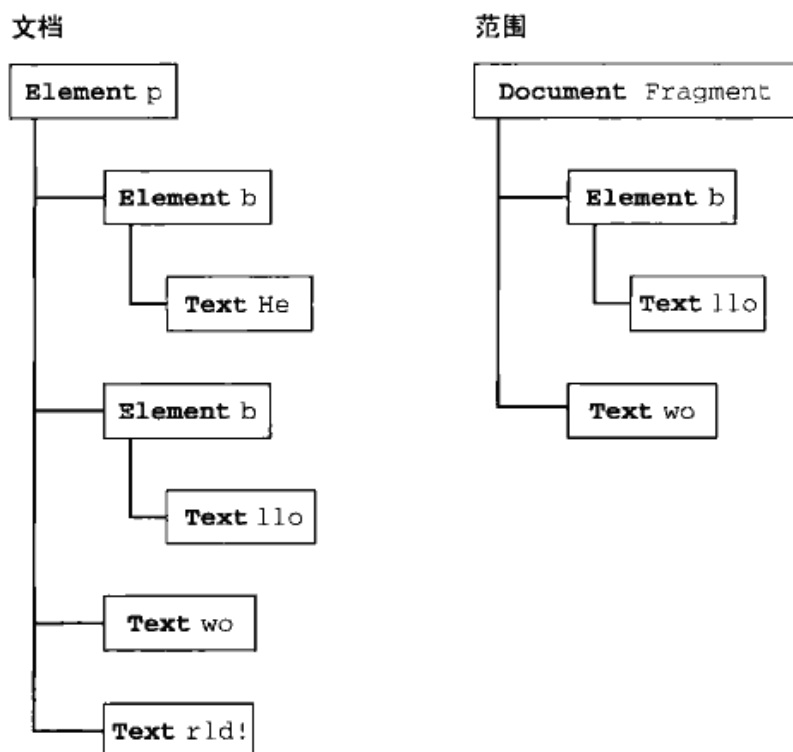 文档
范围
Element p
Document Fragment
Element b
Element b
Text He
Text llo
Element b
Text wo
Text llo
Text wo
Text rld!